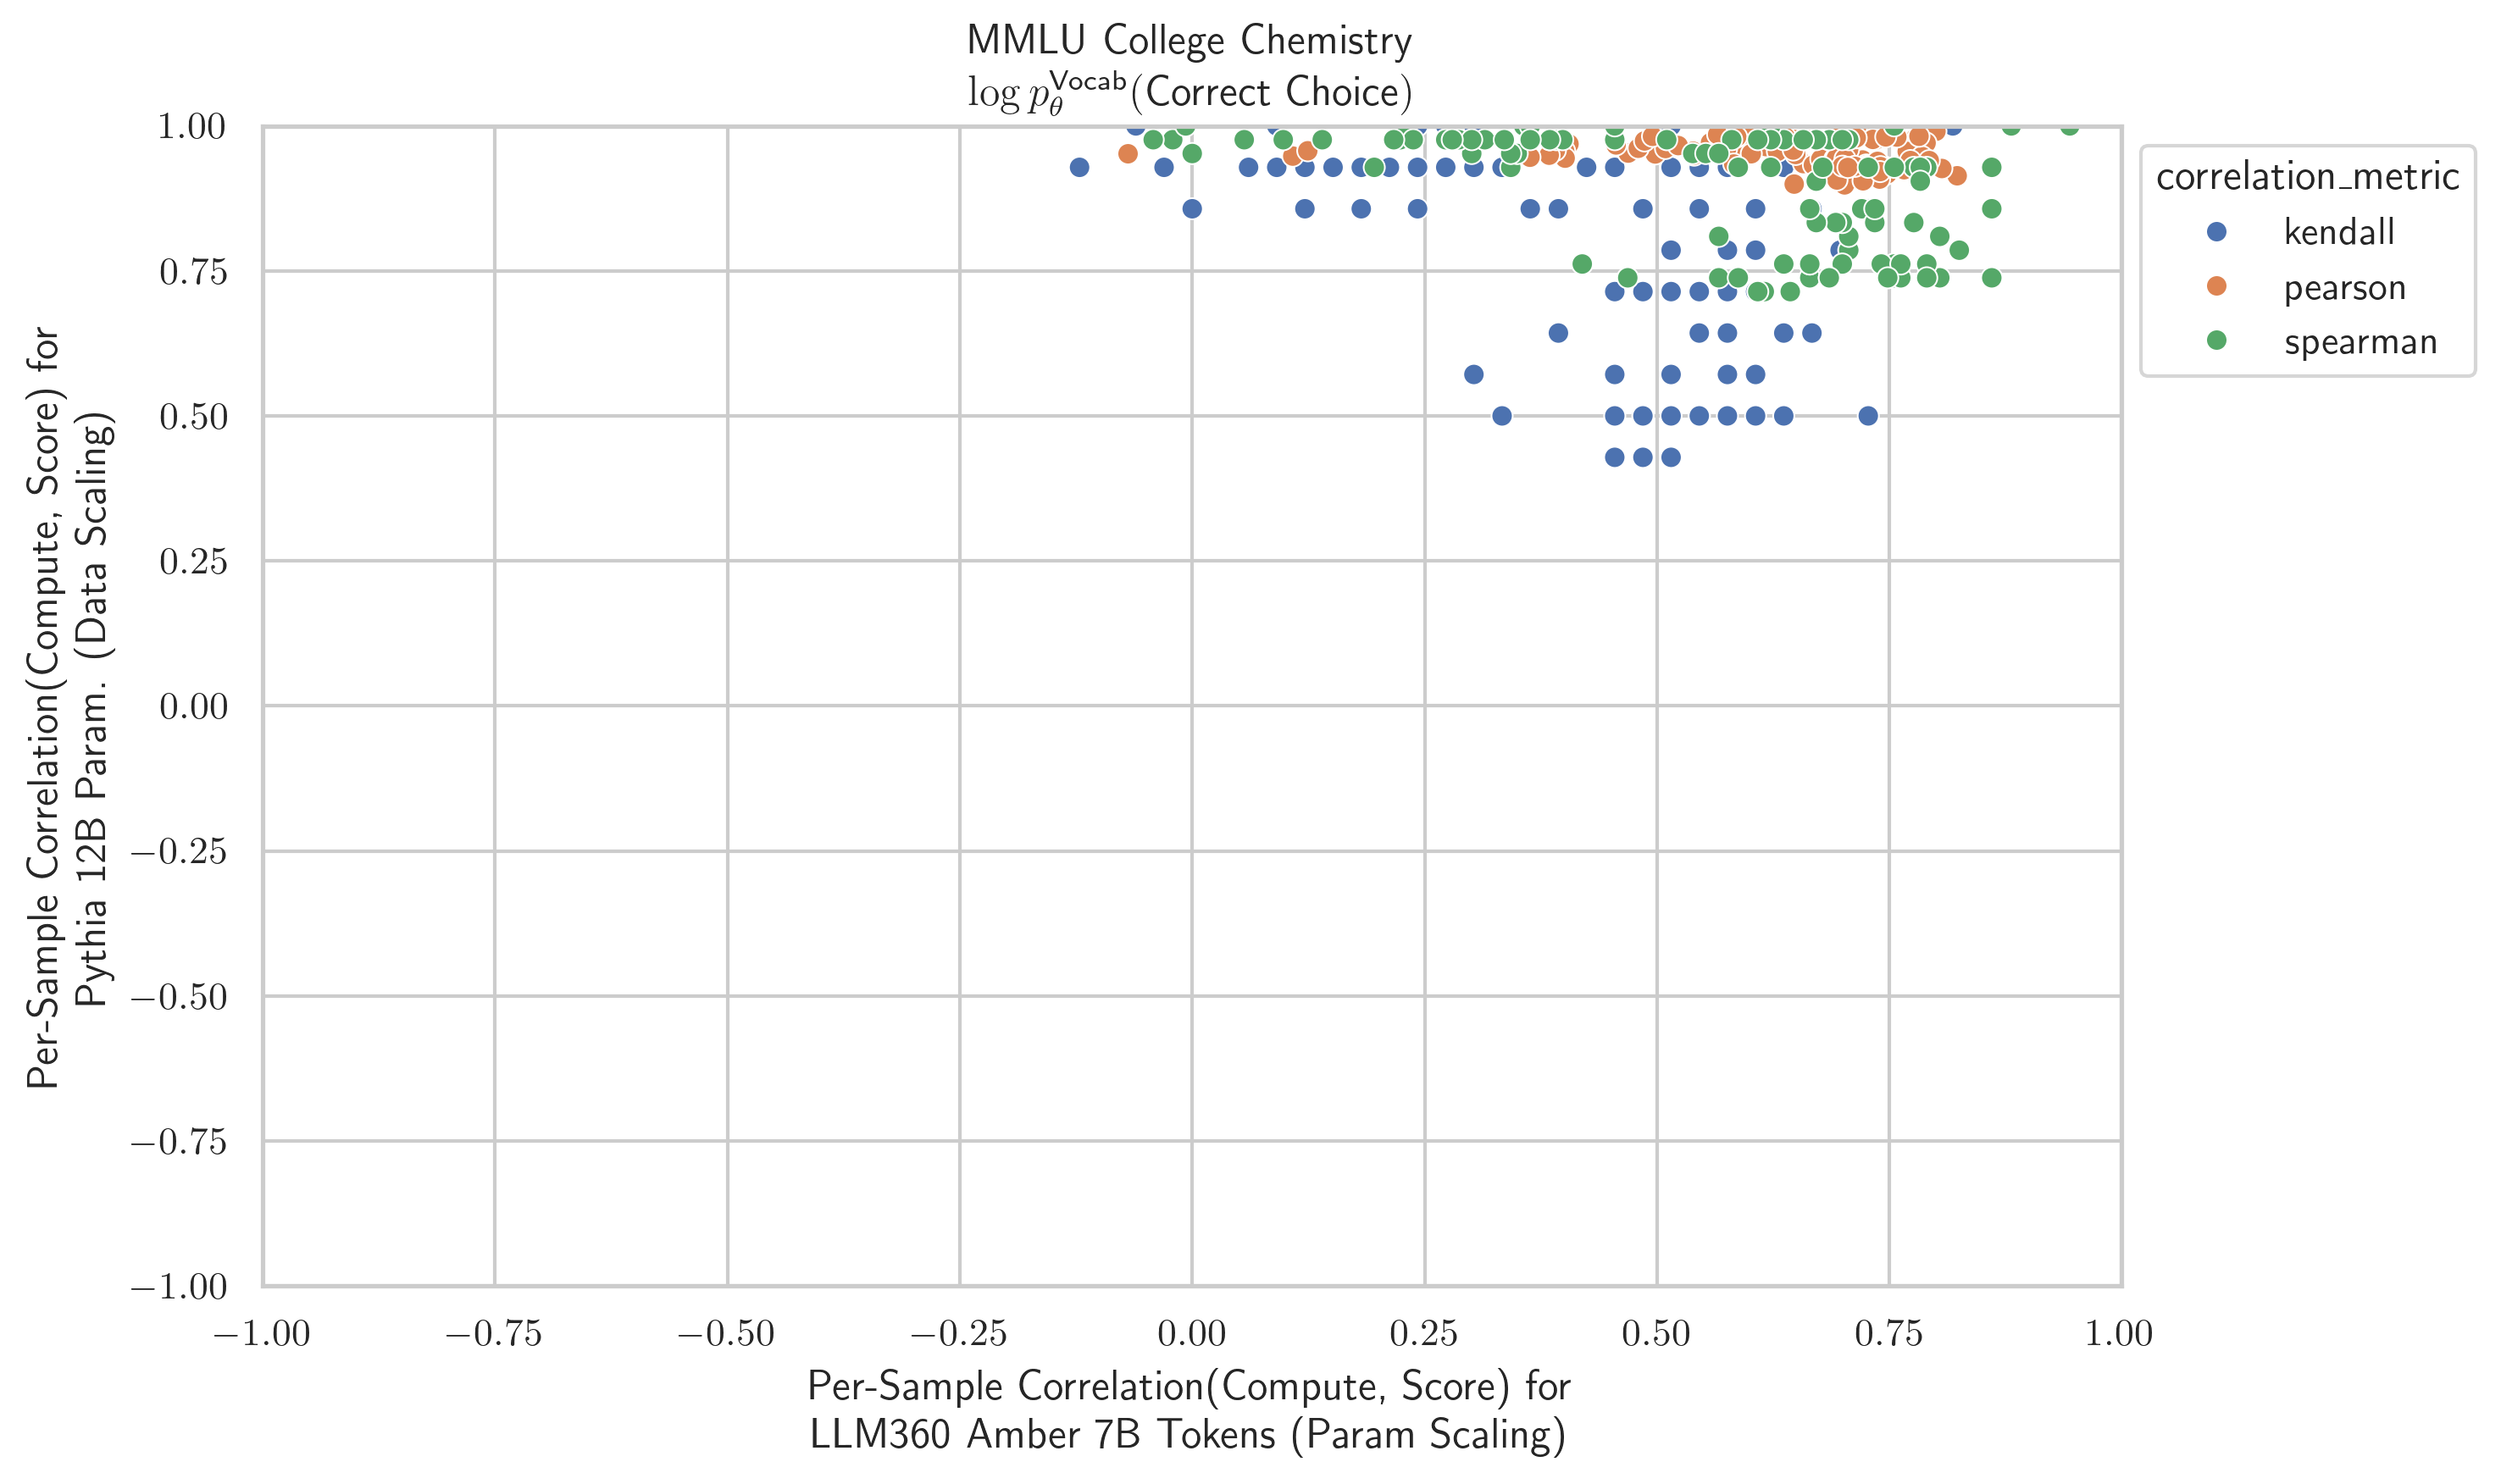 MMLU College Chemistry
log p_θ^Vocab(Correct Choice)
1.00
0.75
0.50
0.25
0.00
−0.25
−0.50
−0.75
−1.00
Per-Sample Correlation(Compute, Score) for
Pythia 12B Param. (Data Scaling)
−1.00 −0.75 −0.50 −0.25 0.00 0.25 0.50 0.75 1.00
Per-Sample Correlation(Compute, Score) for
LLM360 Amber 7B Tokens (Param Scaling)
correlation_metric
kendall
pearson
spearman